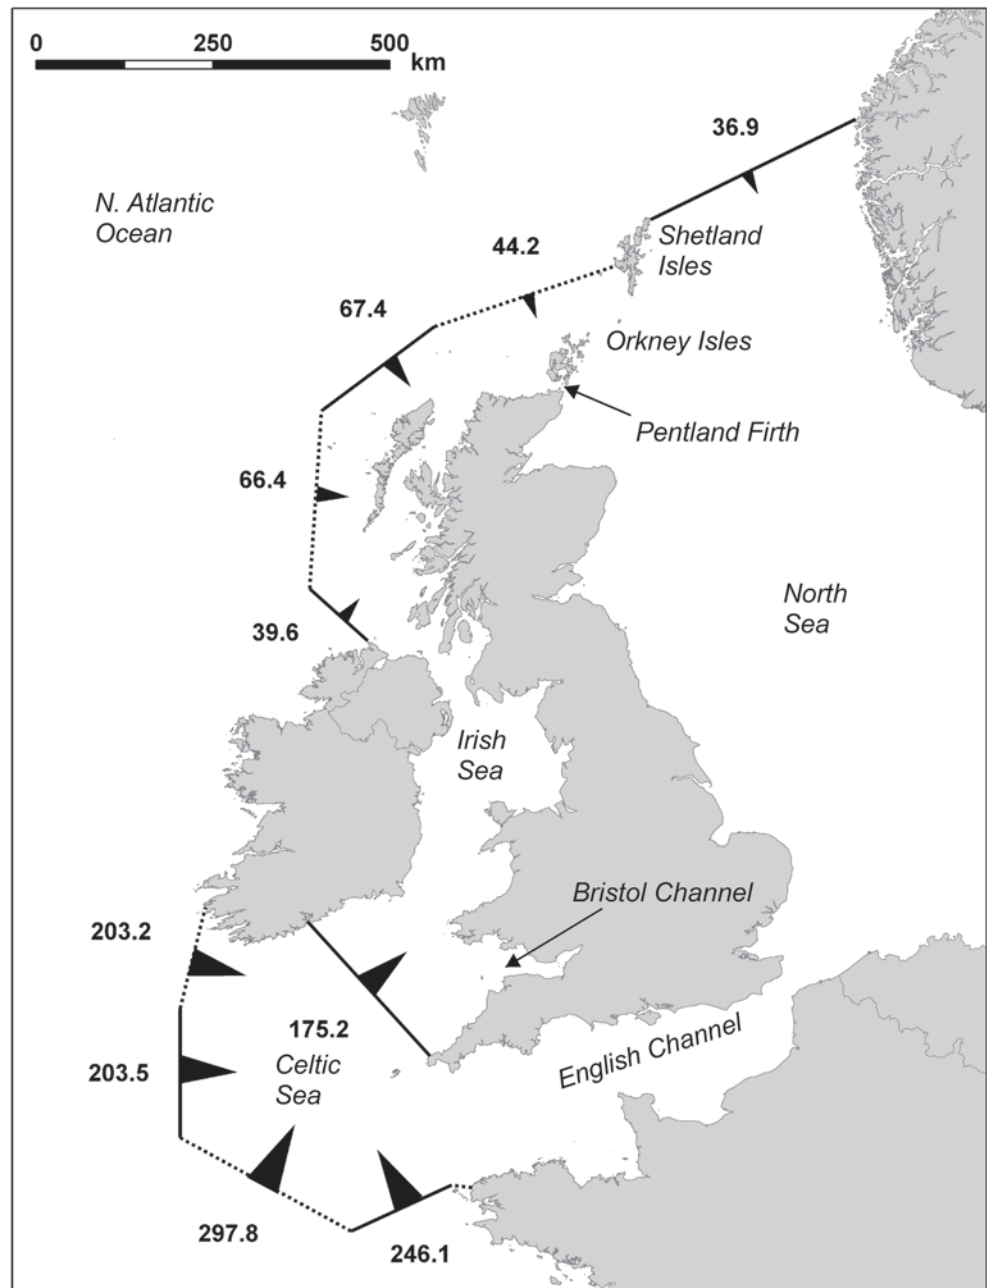 0 250 500
km
36.9
N. Atlantic
Ocean
44.2
Shetland
Isles
67.4
Orkney Isles
Pentland Firth
66.4
North
Sea
39.6
Irish
Sea
Bristol Channel
203.2
175.2
English Channel
203.5
Celtic
Sea
297.8
246.1